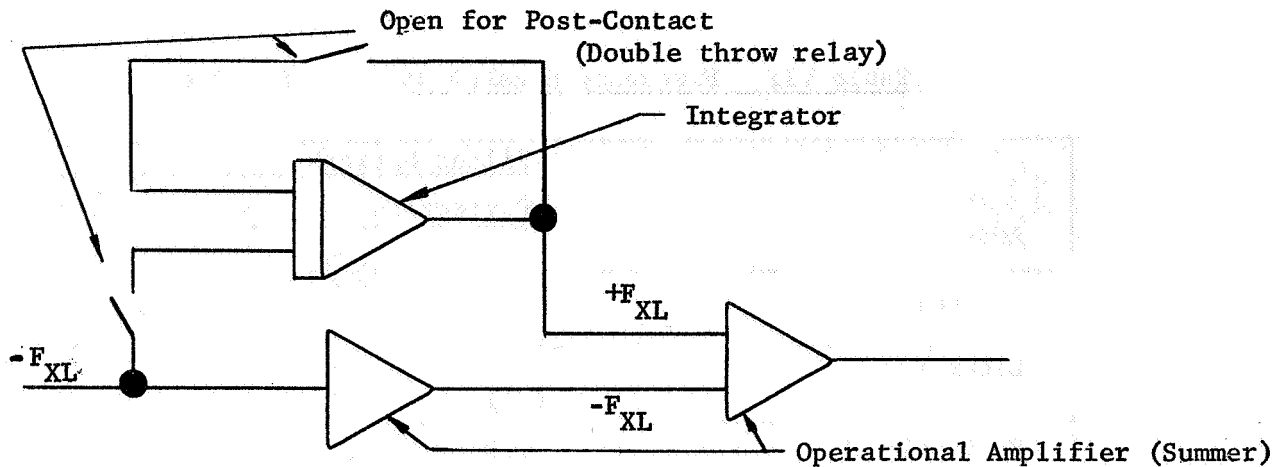 Open for Post-Contact
(Double throw relay)
Integrator
+F_XL
-F_XL
-F_XL
Operational Amplifier (Summer)